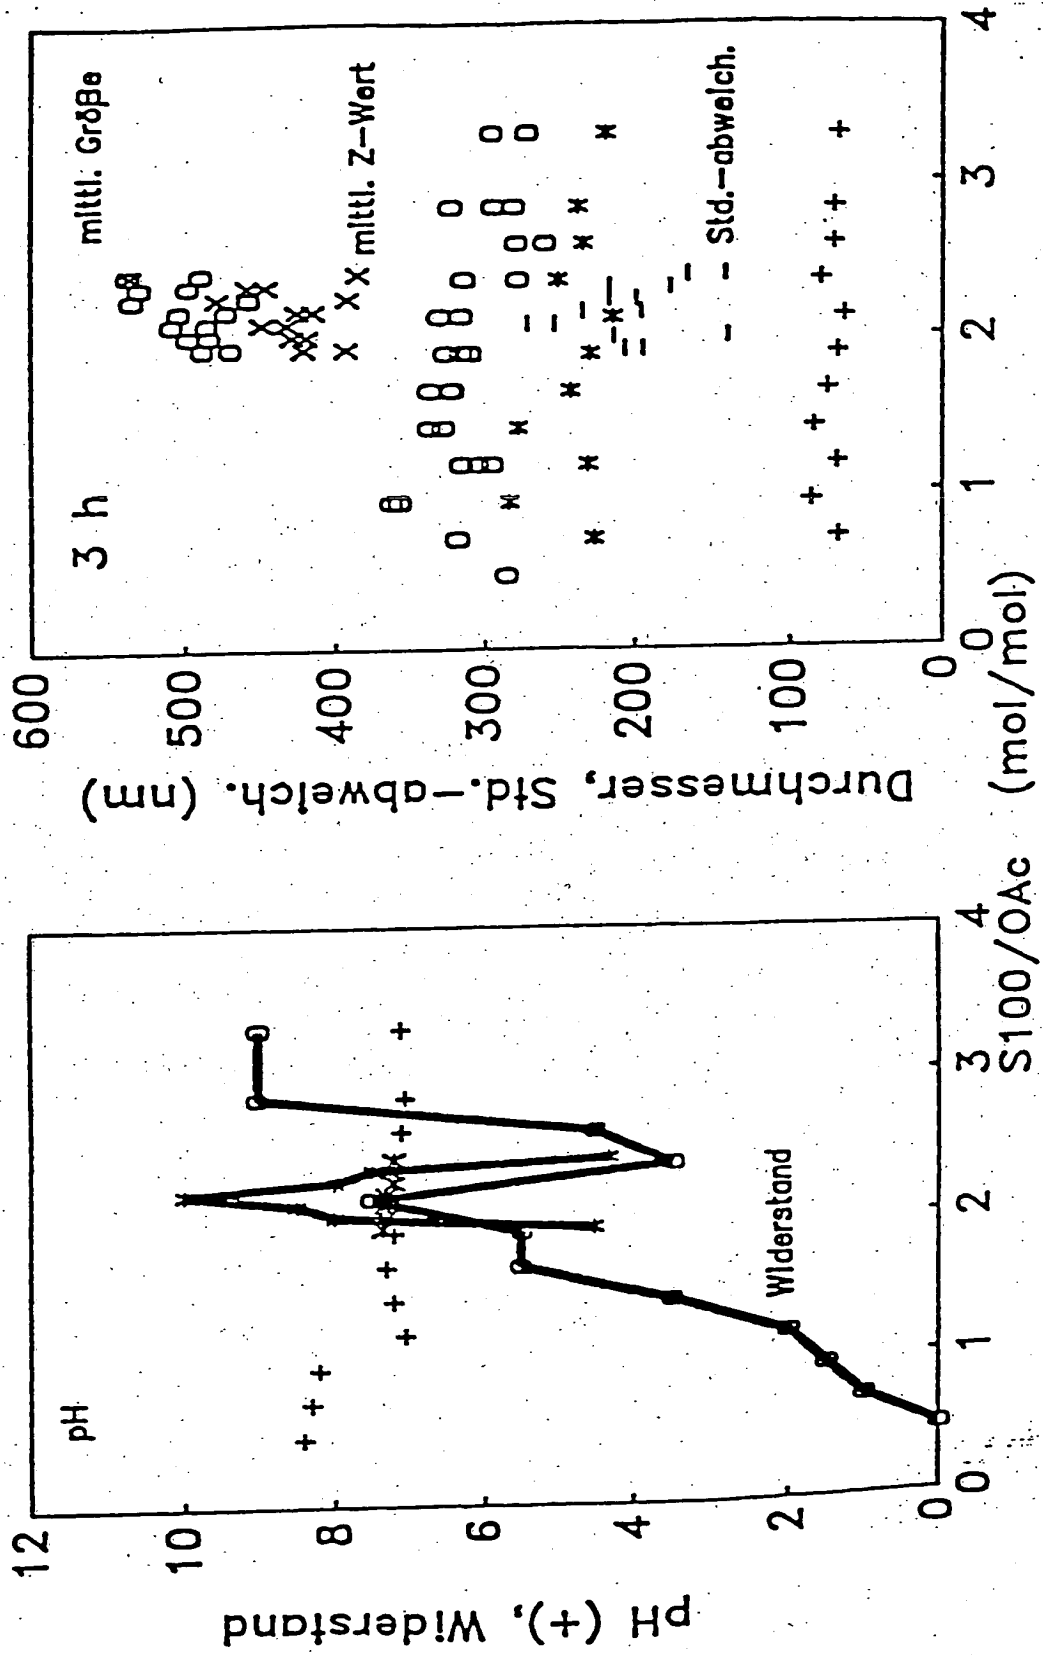 12
10
8
6
4
2
0
pH (+), Widerstand
pH
Widerstand
0
1
2
3
4
600
500
400
300
200
100
0
Durchmesser, Std.-abweich. (nm)
3 h
mittl. Größe
mittl. Z-Wert
Std.-abweich.
0
1
2
3
4
S100/OAc (mol/mol)